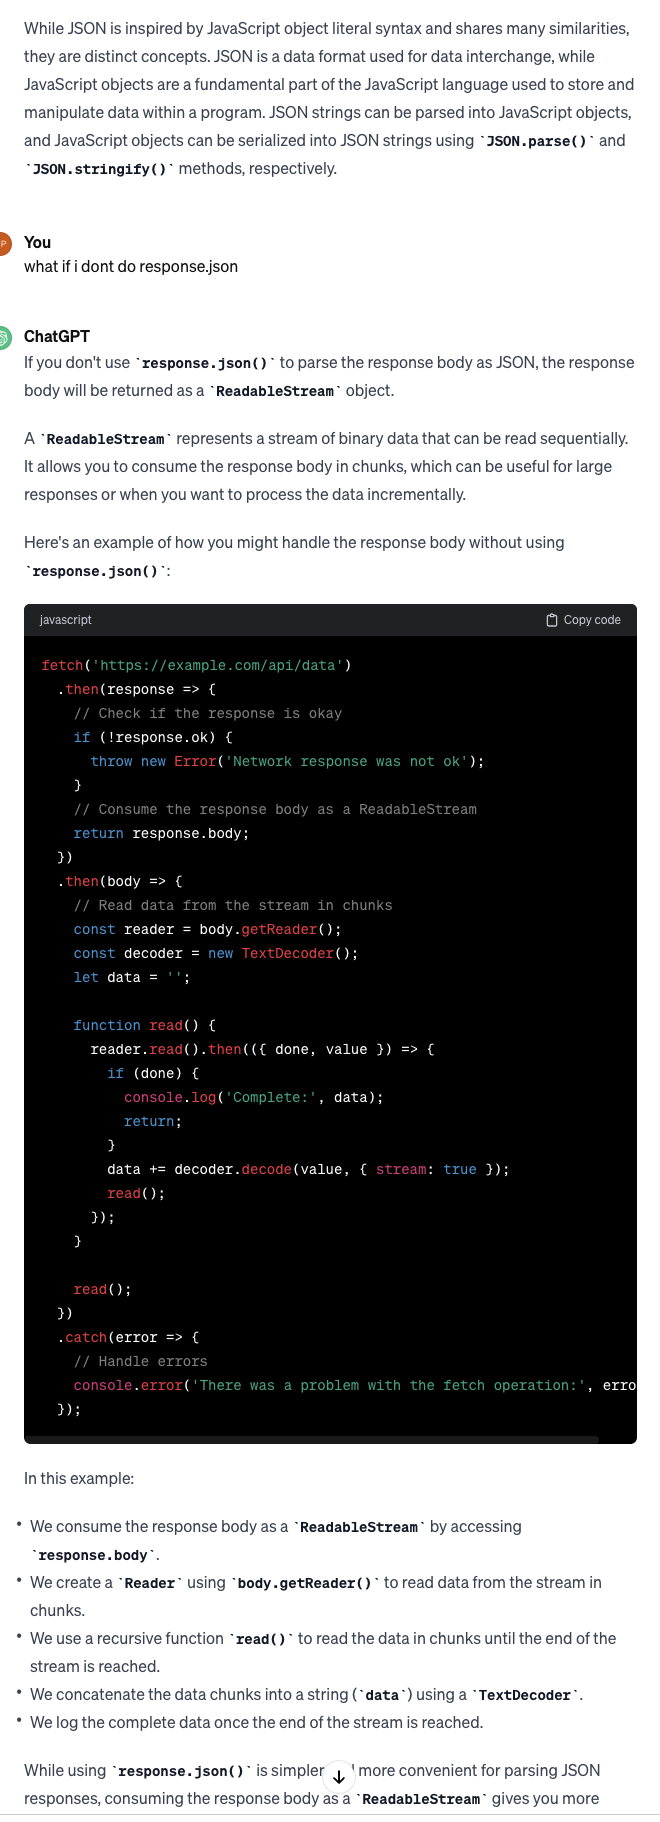 While JSON is inspired by JavaScript object literal syntax and shares many similarities,
they are distinct concepts. JSON is a data format used for data interchange, while
JavaScript objects are a fundamental part of the JavaScript language used to store and
manipulate data within a program. JSON strings can be parsed into JavaScript objects,
and JavaScript objects can be serialized into JSON strings using `JSON.parse()` and
`JSON.stringify()` methods, respectively.
P
You
what if i dont do response.json
ChatGPT
If you don't use `response.json()` to parse the response body as JSON, the response
body will be returned as a `ReadableStream` object.
A `ReadableStream` represents a stream of binary data that can be read sequentially.
It allows you to consume the response body in chunks, which can be useful for large
responses or when you want to process the data incrementally.
Here's an example of how you might handle the response body without using
`response.json()`:
javascript
Copy code
fetch('https://example.com/api/data')
  .then(response => {
    // Check if the response is okay
    if (!response.ok) {
      throw new Error('Network response was not ok');
    }
    // Consume the response body as a ReadableStream
    return response.body;
  })
  .then(body => {
    // Read data from the stream in chunks
    const reader = body.getReader();
    const decoder = new TextDecoder();
    let data = '';

    function read() {
      reader.read().then(({ done, value }) => {
        if (done) {
          console.log('Complete:', data);
          return;
        }
        data += decoder.decode(value, { stream: true });
        read();
      });
    }

    read();
  })
  .catch(error => {
    // Handle errors
    console.error('There was a problem with the fetch operation:', erro
  });
In this example:
• We consume the response body as a `ReadableStream` by accessing
`response.body`.
• We create a `Reader` using `body.getReader()` to read data from the stream in
chunks.
• We use a recursive function `read()` to read the data in chunks until the end of the
stream is reached.
• We concatenate the data chunks into a string (`data`) using a `TextDecoder`.
• We log the complete data once the end of the stream is reached.
While using `response.json()` is simpler more convenient for parsing JSON
responses, consuming the response body as a `ReadableStream` gives you more